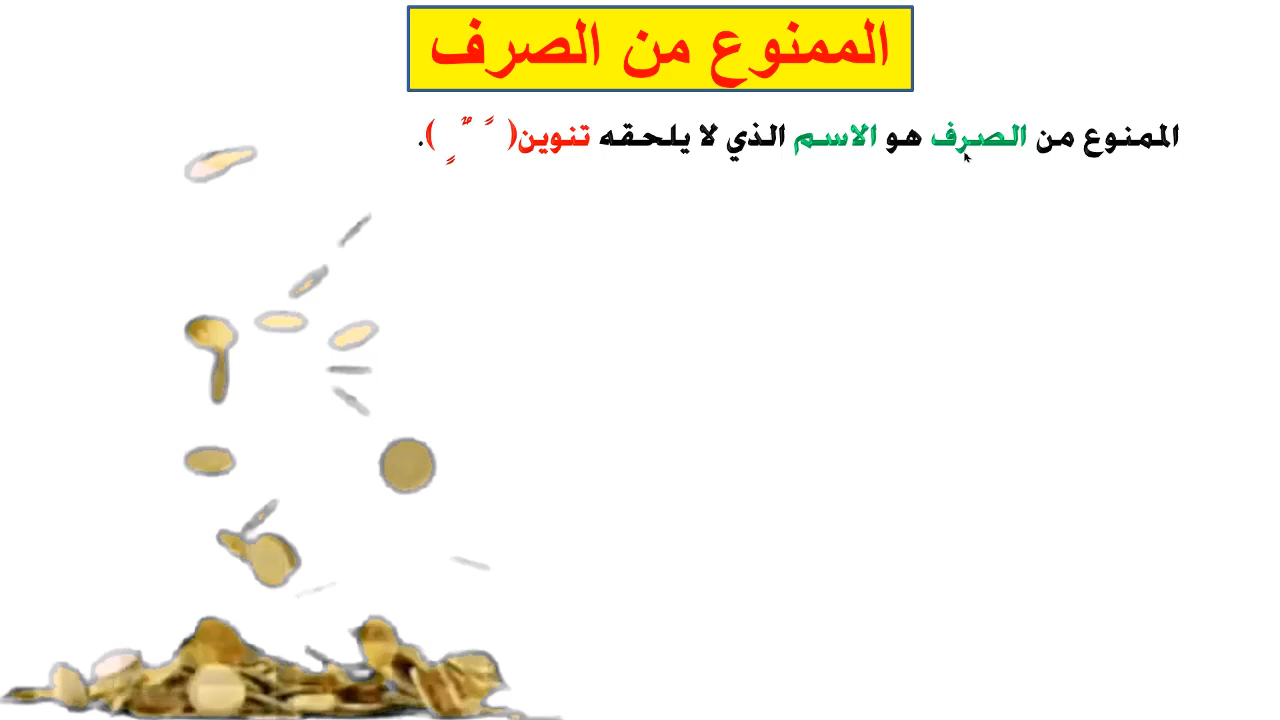 الممنوع من الصرف
الممنوع من الصرف هو الاسم الذي لا يلحقه تنوين( ً ٌ ٍ ).